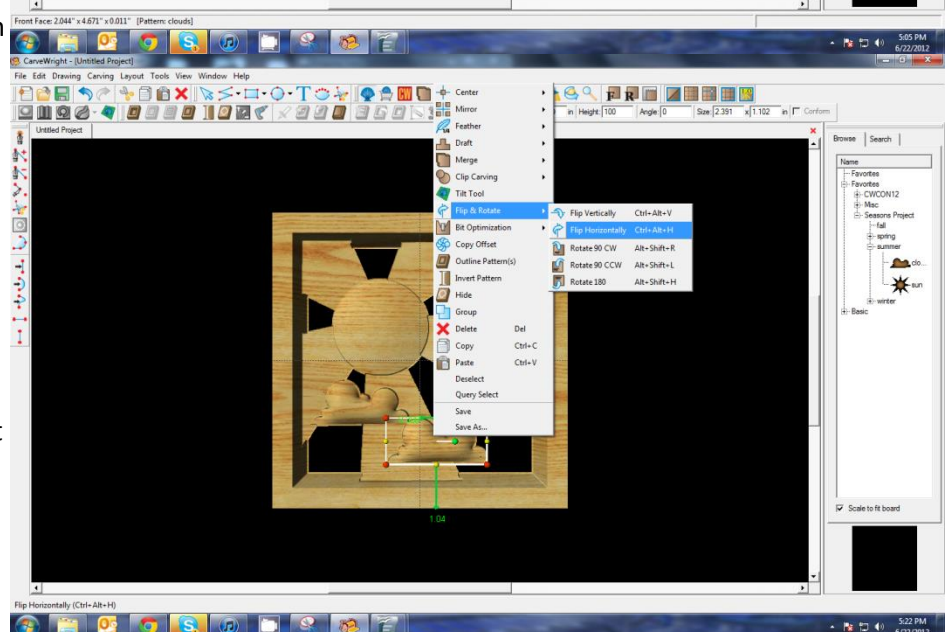 Front Face: 2.044" x 4.671" x 0.011" [Pattern: clouds]
5:05 PM
6/22/2012
CarveWright - [Untitled Project]
File Edit Drawing Carving Layout Tools View Window Help
in Height: 100 Angle: 0 Size: 2.391 x 1.102 in Conform
Untitled Project
Browse Search
Name
Favorites
Favorites
CWCON12
Misc
Seasons Project
fall
spring
summer
clo...
sun
winter
Basic
Scale to fit board
Center
Mirror
Feather
Draft
Merge
Clip Carving
Tilt Tool
Flip & Rotate
Bit Optimization
Copy Offset
Outline Pattern(s)
Invert Pattern
Hide
Group
Delete Del
Copy Ctrl+C
Paste Ctrl+V
Deselect
Query Select
Save
Save As...
Flip Vertically Ctrl+Alt+V
Flip Horizontally Ctrl+Alt+H
Rotate 90 CW Alt+Shift+R
Rotate 90 CCW Alt+Shift+L
Rotate 180 Alt+Shift+H
1.04
Flip Horizontally (Ctrl+Alt+H)
5:22 PM
6/22/2012